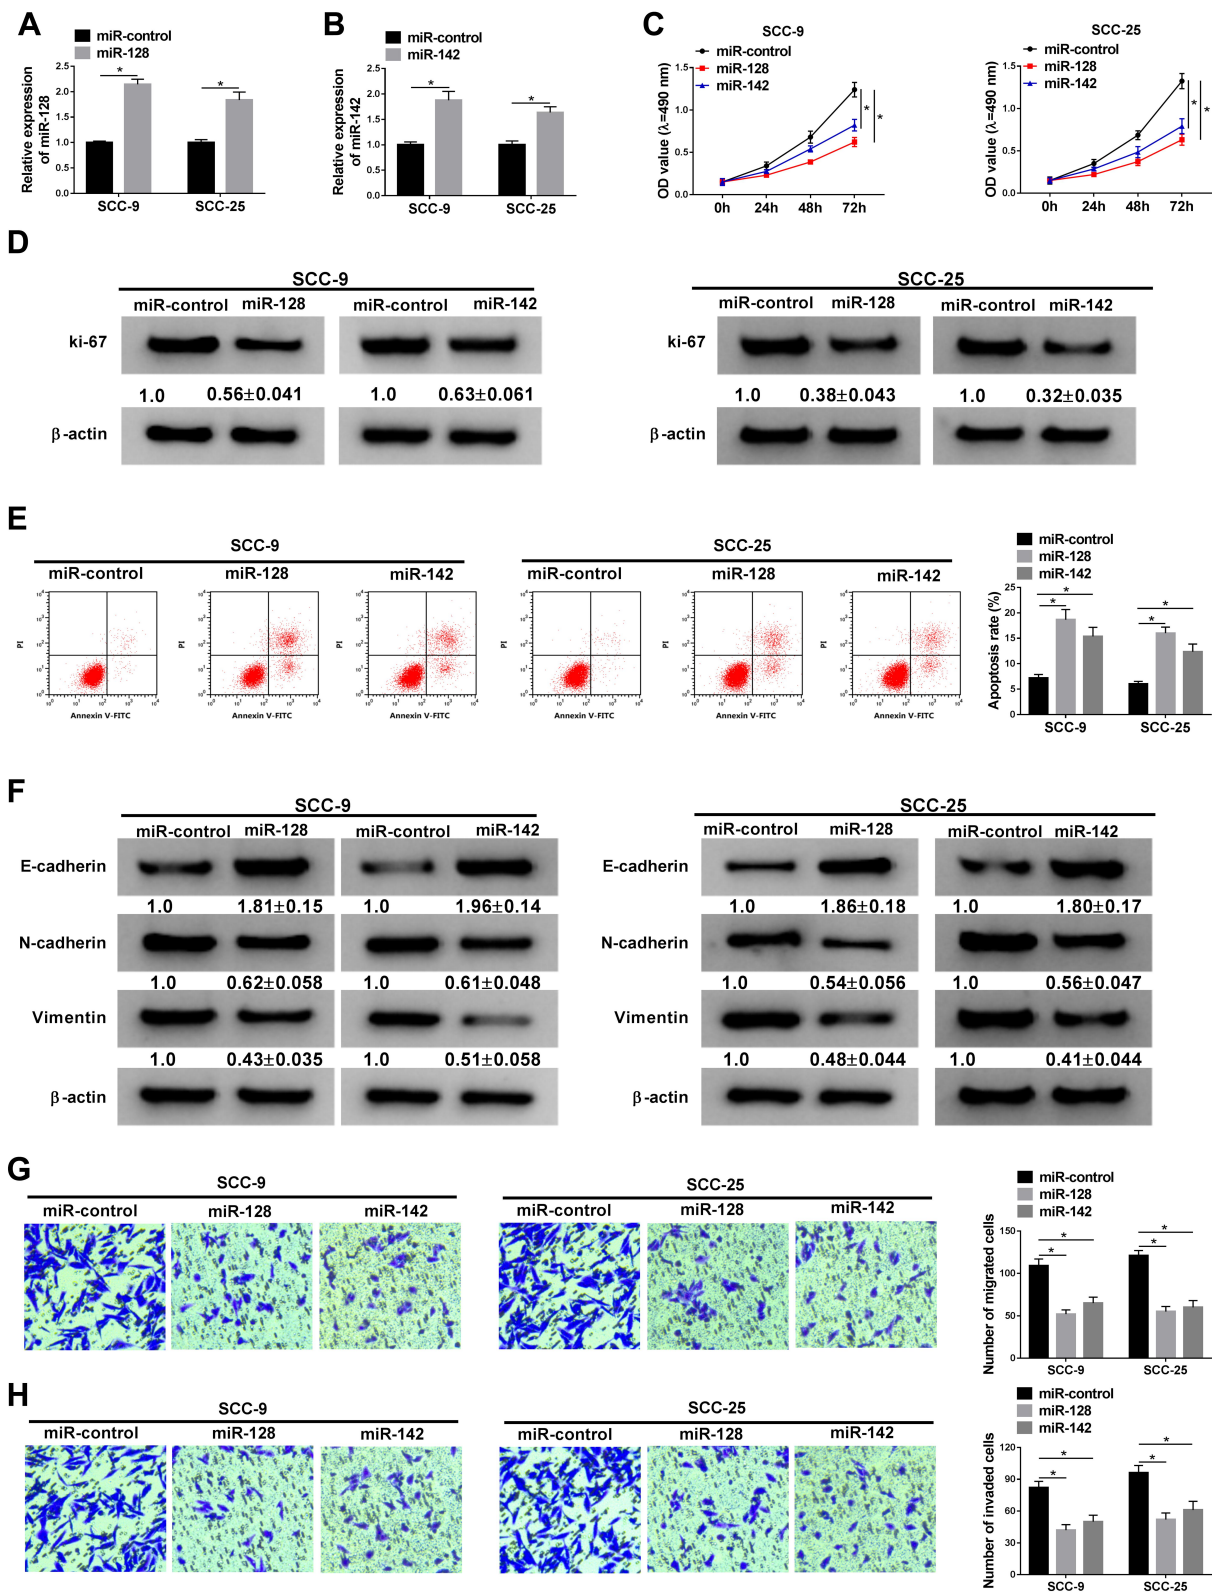 A
miR-control
miR-128
Relative expression
of miR-128
2.5
2.0
1.5
1.0
0.5
0.0
*
*
SCC-9
SCC-25
B
miR-control
miR-142
Relative expression
of miR-142
2.5
2.0
1.5
1.0
0.5
0.0
*
*
SCC-9
SCC-25
C
SCC-9
miR-control
miR-128
miR-142
OD value (λ=490 nm)
1.5
1.0
0.5
0.0
0h 24h 48h 72h
*
*
SCC-25
miR-control
miR-128
miR-142
OD value (λ=490 nm)
1.5
1.0
0.5
0.0
0h 24h 48h 72h
*
*
D
SCC-9
miR-control miR-128 miR-control miR-142
ki-67
1.0 0.56±0.041 1.0 0.63±0.061
β-actin
SCC-25
miR-control miR-128 miR-control miR-142
ki-67
1.0 0.38±0.043 1.0 0.32±0.035
β-actin
E
SCC-9
miR-control miR-128 miR-142
PI PI PI
Annexin V-FITC Annexin V-FITC Annexin V-FITC
SCC-25
miR-control miR-128 miR-142
PI PI PI
Annexin V-FITC Annexin V-FITC Annexin V-FITC
miR-control
miR-128
miR-142
Apoptosis rate (%)
25
20
15
10
5
0
* *
* *
SCC-9 SCC-25
F
SCC-9
miR-control miR-128 miR-control miR-142
E-cadherin
1.0 1.81±0.15 1.0 1.96±0.14
N-cadherin
1.0 0.62±0.058 1.0 0.61±0.048
Vimentin
1.0 0.43±0.035 1.0 0.51±0.058
β-actin
SCC-25
miR-control miR-128 miR-control miR-142
E-cadherin
1.0 1.86±0.18 1.0 1.80±0.17
N-cadherin
1.0 0.54±0.056 1.0 0.56±0.047
Vimentin
1.0 0.48±0.044 1.0 0.41±0.044
β-actin
G
SCC-9
miR-control miR-128 miR-142
SCC-25
miR-control miR-128 miR-142
miR-control
miR-128
miR-142
Number of migrated cells
150
100
50
0
* *
* *
SCC-9 SCC-25
H
SCC-9
miR-control miR-128 miR-142
SCC-25
miR-control miR-128 miR-142
miR-control
miR-128
miR-142
Number of invaded cells
120
90
60
30
0
* *
* *
SCC-9 SCC-25